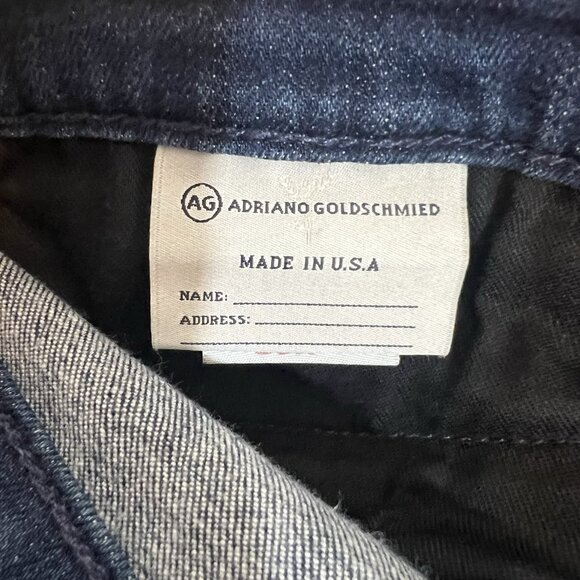 AG ADRIANO GOLDSCHMIED
MADE IN U.S.A
NAME:
ADDRESS: